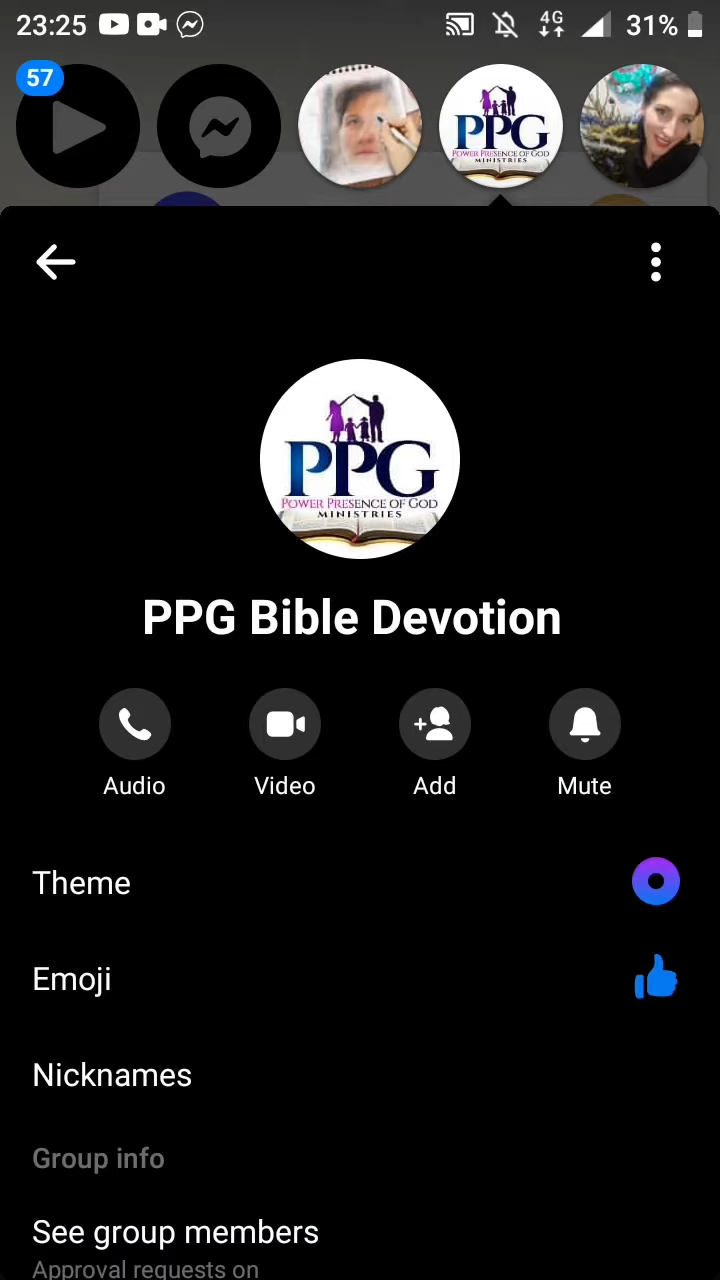 23:25
4G
31%
57
PPG
POWER PRESENCE OF GOD
MINISTRIES
PPG
POWER PRESENCE OF GOD
MINISTRIES
PPG Bible Devotion
Audio Video Add Mute
Theme
Emoji
Nicknames
Group info
See group members
Approval requests on